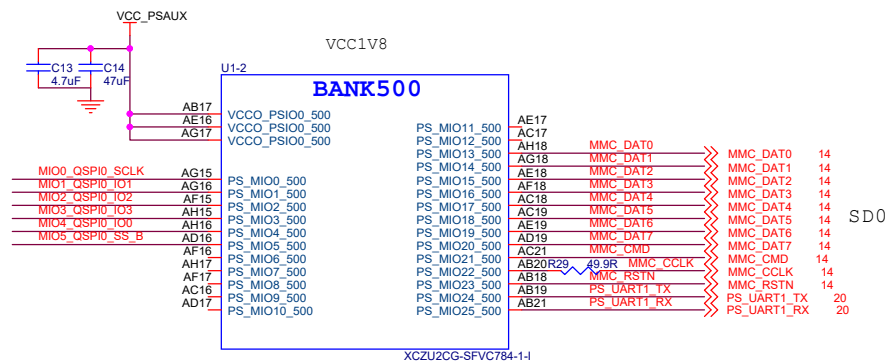 VCC_PSAUX
VCC1V8
C13 C14
4.7uF 47uF
U1-2
BANK500
AB17 VCCO_PSIO0_500
AE16 VCCO_PSIO0_500
AG17 VCCO_PSIO0_500
PS_MIO11_500 AE17
PS_MIO12_500 AC17
PS_MIO13_500 AH18 MMC_DAT0 MMC_DAT0 14
PS_MIO14_500 AG18 MMC_DAT1 MMC_DAT1 14
PS_MIO15_500 AE18 MMC_DAT2 MMC_DAT2 14
PS_MIO16_500 AF18 MMC_DAT3 MMC_DAT3 14
PS_MIO17_500 AC18 MMC_DAT4 MMC_DAT4 14
PS_MIO18_500 AC19 MMC_DAT5 MMC_DAT5 14
PS_MIO19_500 AE19 MMC_DAT6 MMC_DAT6 14
PS_MIO20_500 AD19 MMC_DAT7 MMC_DAT7 14
PS_MIO21_500 AC21 MMC_CMD MMC_CMD 14
PS_MIO22_500 AB20 R29 49.9R MMC_CCLK MMC_CCLK 14
PS_MIO23_500 AB18 MMC_RSTN MMC_RSTN 14
PS_MIO24_500 AB19 PS_UART1_TX PS_UART1_TX 20
PS_MIO25_500 AB21 PS_UART1_RX PS_UART1_RX 20
SD0
MIO0_QSPI0_SCLK AG15 PS_MIO0_500
MIO1_QSPI0_IO1 AG16 PS_MIO1_500
MIO2_QSPI0_IO2 AF15 PS_MIO2_500
MIO3_QSPI0_IO3 AH15 PS_MIO3_500
MIO4_QSPI0_IO0 AH16 PS_MIO4_500
MIO5_QSPI0_SS_B AD16 PS_MIO5_500
AF16 PS_MIO6_500
AH17 PS_MIO7_500
AF17 PS_MIO8_500
AC16 PS_MIO9_500
AD17 PS_MIO10_500
XCZU2CG-SFVC784-1-I